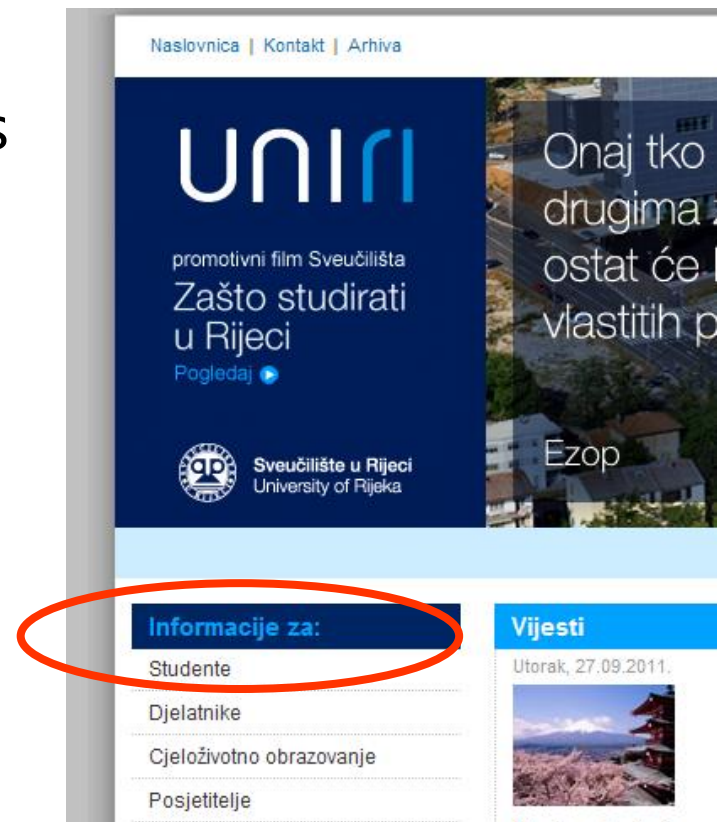 Naslovnica | Kontakt | Arhiva
s
UNIRI
promotivni film Sveučilišta
Zašto studirati
u Rijeci
Pogledaj
Sveučilište u Rijeci
University of Rijeka
Onaj tko
drugima
ostat će
vlastitih p
Ezop
Informacije za:
Studente
Djelatnike
Cjeloživotno obrazovanje
Posjetitelje
Vijesti
Utorak, 27.09.2011.